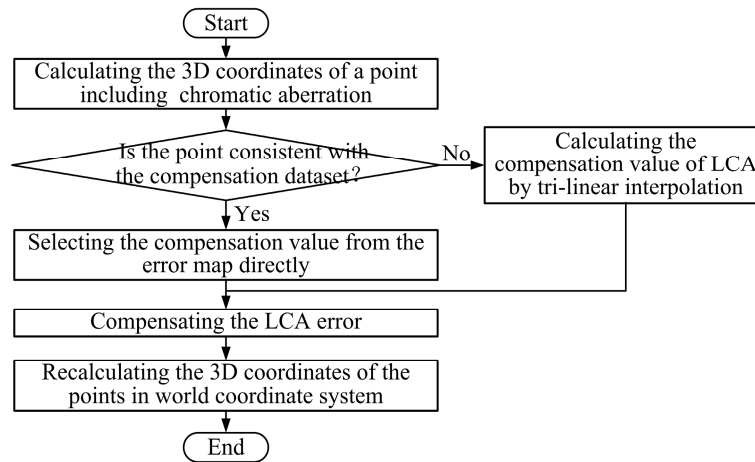 Start
Calculating the 3D coordinates of a point
including chromatic aberration
Is the point consistent with
the compensation dataset?
No
Calculating the
compensation value of LCA
by tri-linear interpolation
Yes
Selecting the compensation value from the
error map directly
Compensating the LCA error
Recalculating the 3D coordinates of the
points in world coordinate system
End